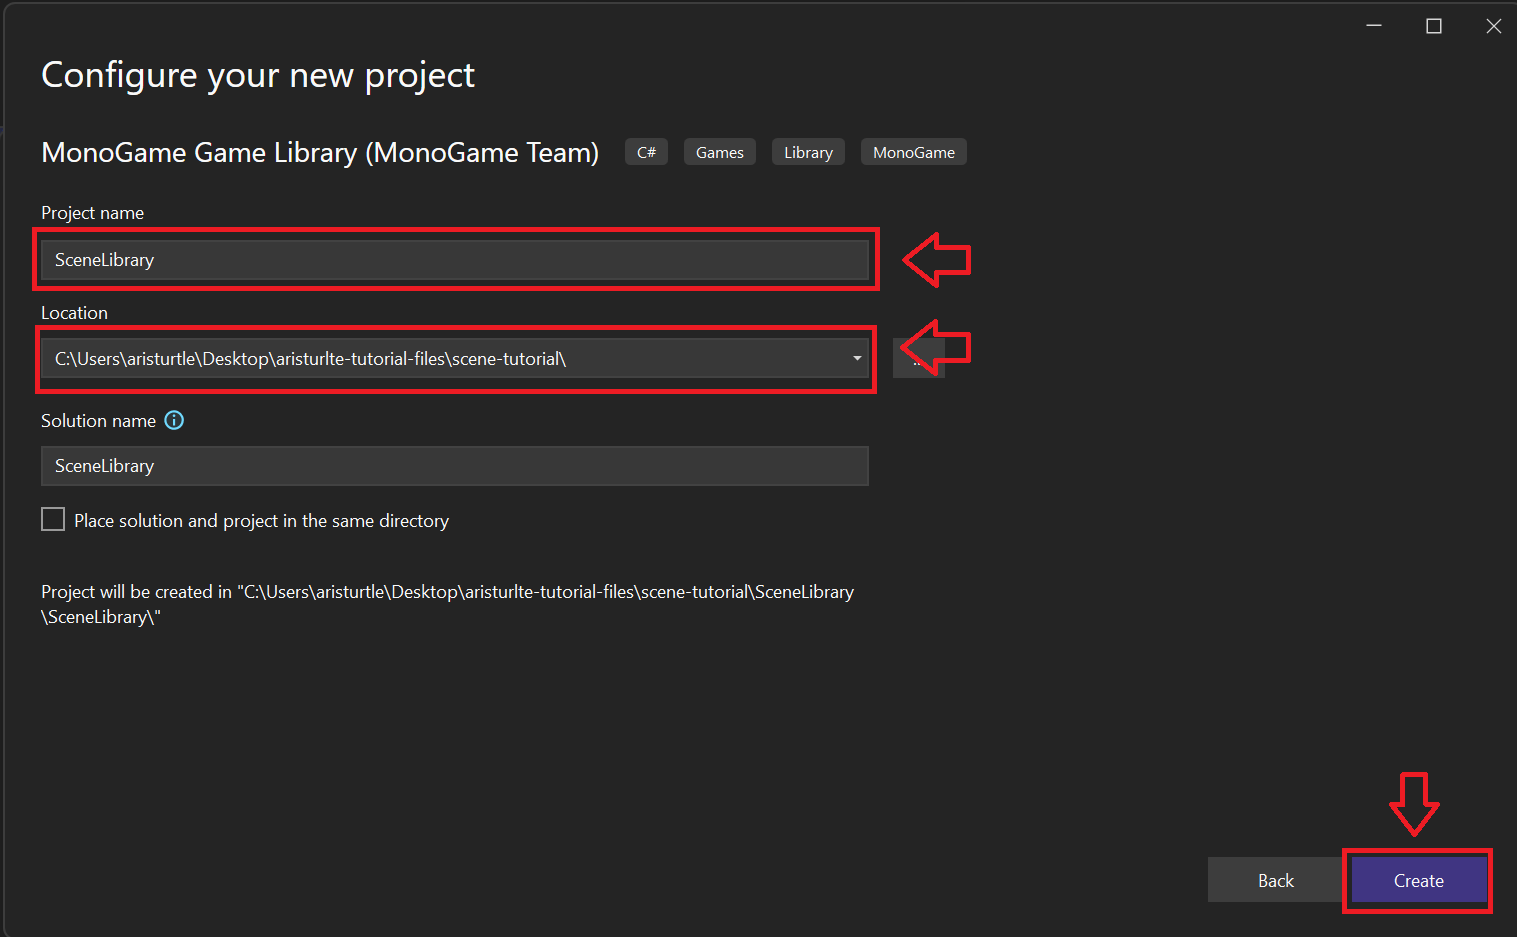 Configure your new project
MonoGame Game Library (MonoGame Team) C# Games Library MonoGame
Project name
SceneLibrary
Location
C:\Users\aristurtle\Desktop\aristurlte-tutorial-files\scene-tutorial\
Solution name
SceneLibrary
Place solution and project in the same directory
Project will be created in "C:\Users\aristurtle\Desktop\aristurlte-tutorial-files\scene-tutorial\SceneLibrary
\SceneLibrary\"
Back Create